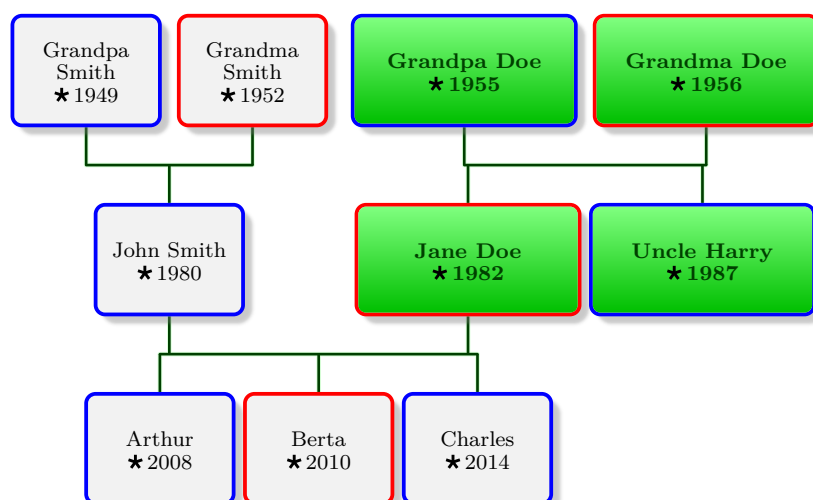 Grandpa
Smith
★1949
Grandma
Smith
★1952
Grandpa Doe
★1955
Grandma Doe
★1956
John Smith
★1980
Jane Doe
★1982
Uncle Harry
★1987
Arthur
★2008
Berta
★2010
Charles
★2014